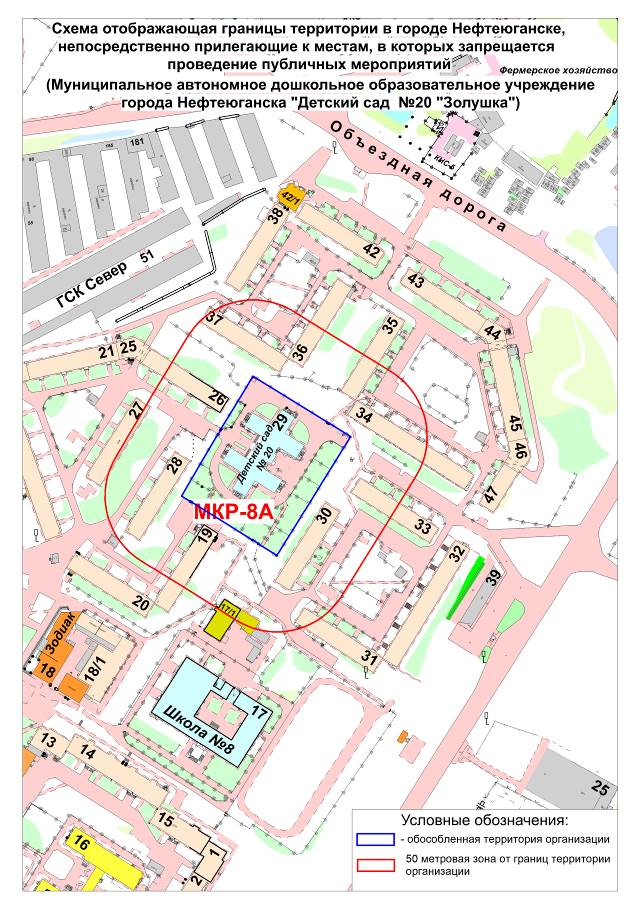 Схема отображающая границы территории в городе Нефтеюганске,
непосредственно прилегающие к местам, в которых запрещается
проведение публичных мероприятий
(Муниципальное автономное дошкольное образовательное учреждение
города Нефтеюганска "Детский сад №20 "Золушка")
Фермерское хозяйство
КНС-5
Объездная дорога
181
ГСК Север 51
42/1
38
42
43
44
37
36
35
21 25
26
27
28
29
Детский сад
№ 20
34
45
46
47
МКР-8А
30
33
32
39
19
20
17/1
31
Зодиак
18
18/1
17
Школа №8
13
14
15
16
1
2
25
Условные обозначения:
- обособленная территория организации
50 метровая зона от границ территории
организации